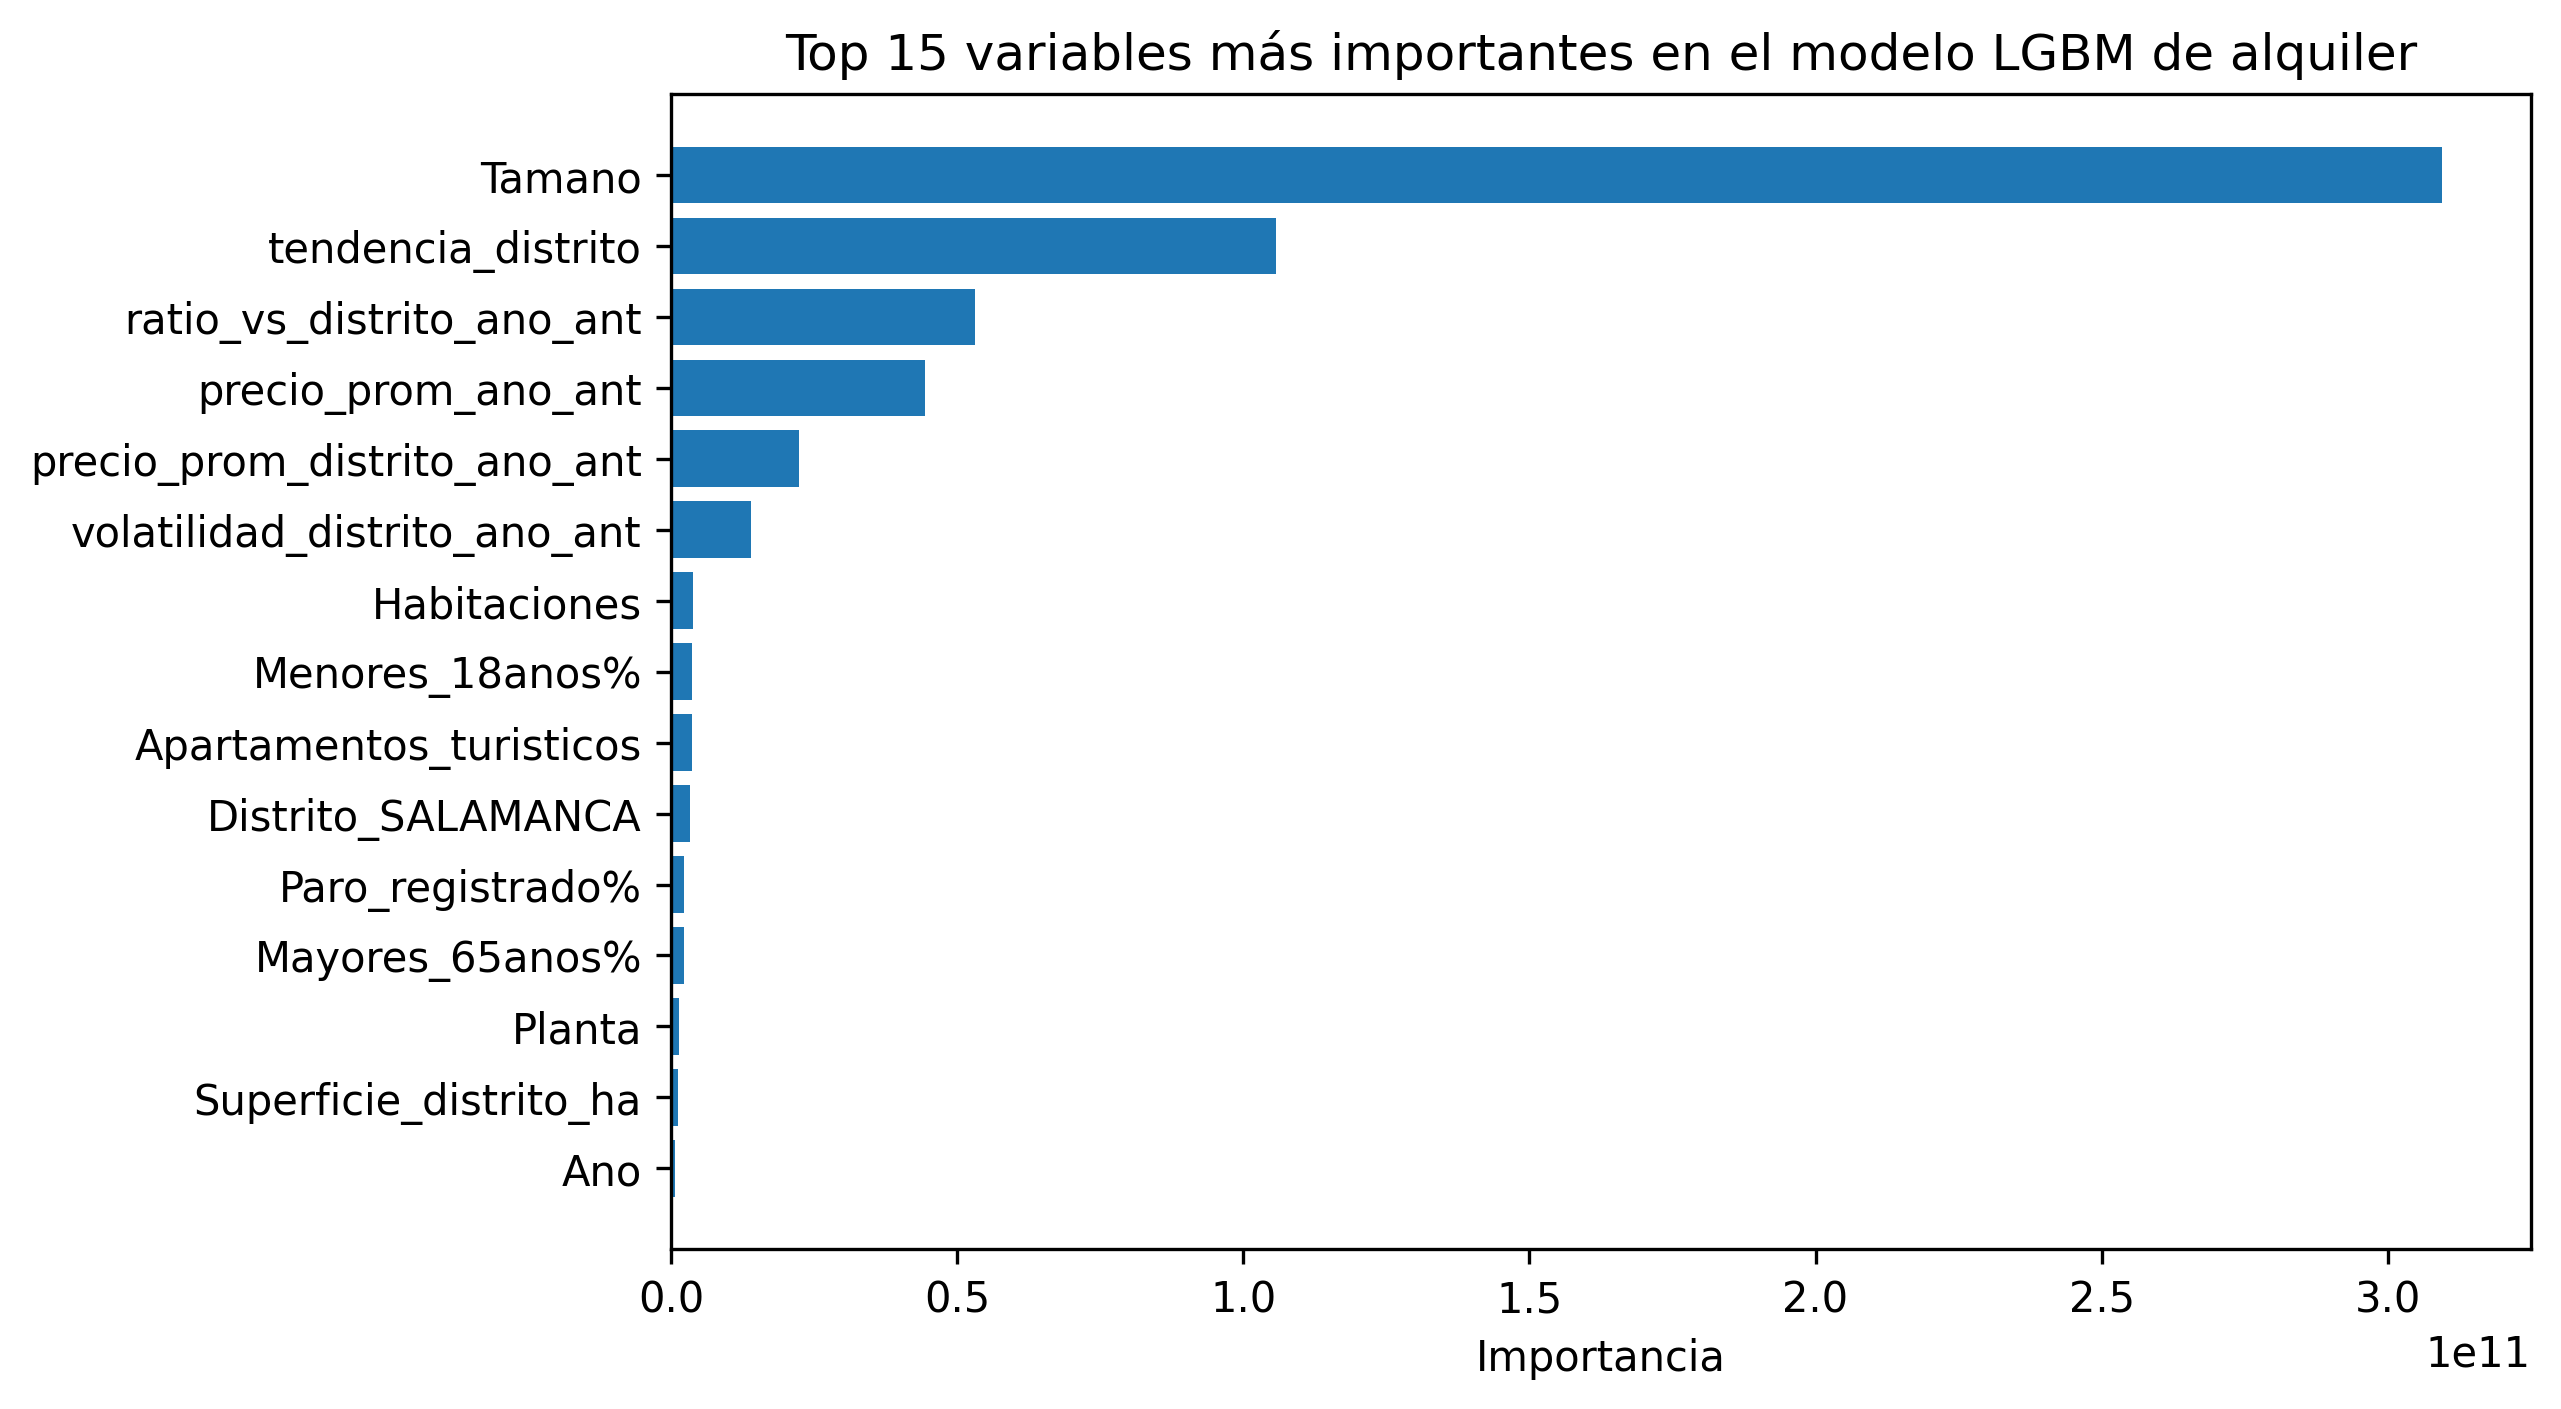 Top 15 variables más importantes en el modelo LGBM de alquiler
Tamano
tendencia_distrito
ratio_vs_distrito_ano_ant
precio_prom_ano_ant
precio_prom_distrito_ano_ant
volatilidad_distrito_ano_ant
Habitaciones
Menores_18anos%
Apartamentos_turisticos
Distrito_SALAMANCA
Paro_registrado%
Mayores_65anos%
Planta
Superficie_distrito_ha
Ano
0.0 0.5 1.0 1.5 2.0 2.5 3.0
Importancia
1e11